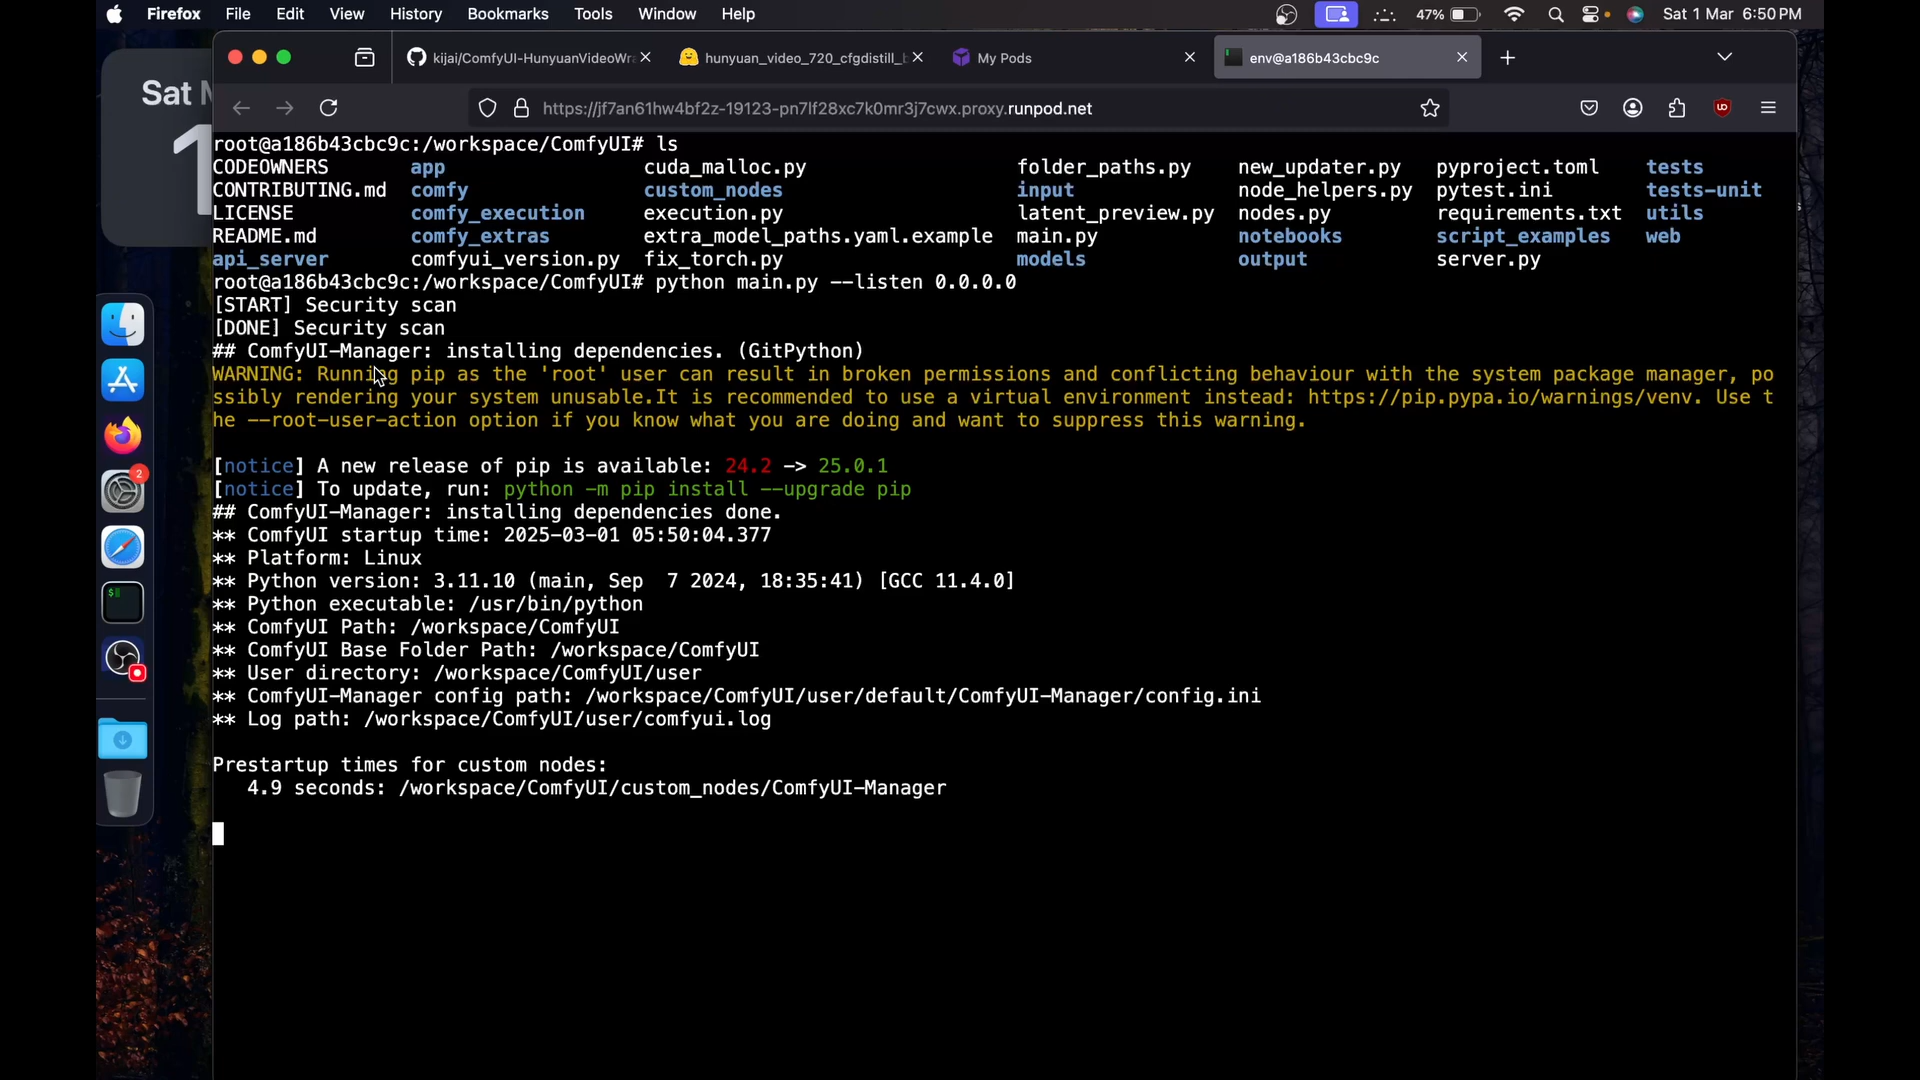 Firefox File Edit View History Bookmarks Tools Window Help 47% Sat 1 Mar 6:50 PM
Sat
1
kijai/ComfyUI-HunyuanVideoWra hunyuan_video_720_cfgdistill_b My Pods env@a186b43cbc9c
https://jf7an61hw4bf2z-19123-pn7lf28xc7k0mr3j7cwx.proxy.runpod.net
root@a186b43cbc9c:/workspace/ComfyUI# ls
CODEOWNERS app cuda_malloc.py folder_paths.py new_updater.py pyproject.toml tests
CONTRIBUTING.md comfy custom_nodes input node_helpers.py pytest.ini tests-unit
LICENSE comfy_execution execution.py latent_preview.py nodes.py requirements.txt utils
README.md comfy_extras extra_model_paths.yaml.example main.py notebooks script_examples web
api_server comfyui_version.py fix_torch.py models output server.py
root@a186b43cbc9c:/workspace/ComfyUI# python main.py --listen 0.0.0.0
[START] Security scan
[DONE] Security scan
## ComfyUI-Manager: installing dependencies. (GitPython)
WARNING: Running pip as the 'root' user can result in broken permissions and conflicting behaviour with the system package manager, po
ssibly rendering your system unusable.It is recommended to use a virtual environment instead: https://pip.pypa.io/warnings/venv. Use t
he --root-user-action option if you know what you are doing and want to suppress this warning.
[notice] A new release of pip is available: 24.2 -> 25.0.1
[notice] To update, run: python -m pip install --upgrade pip
## ComfyUI-Manager: installing dependencies done.
** ComfyUI startup time: 2025-03-01 05:50:04.377
** Platform: Linux
** Python version: 3.11.10 (main, Sep  7 2024, 18:35:41) [GCC 11.4.0]
** Python executable: /usr/bin/python
** ComfyUI Path: /workspace/ComfyUI
** ComfyUI Base Folder Path: /workspace/ComfyUI
** User directory: /workspace/ComfyUI/user
** ComfyUI-Manager config path: /workspace/ComfyUI/user/default/ComfyUI-Manager/config.ini
** Log path: /workspace/ComfyUI/user/comfyui.log
Prestartup times for custom nodes:
4.9 seconds: /workspace/ComfyUI/custom_nodes/ComfyUI-Manager
2